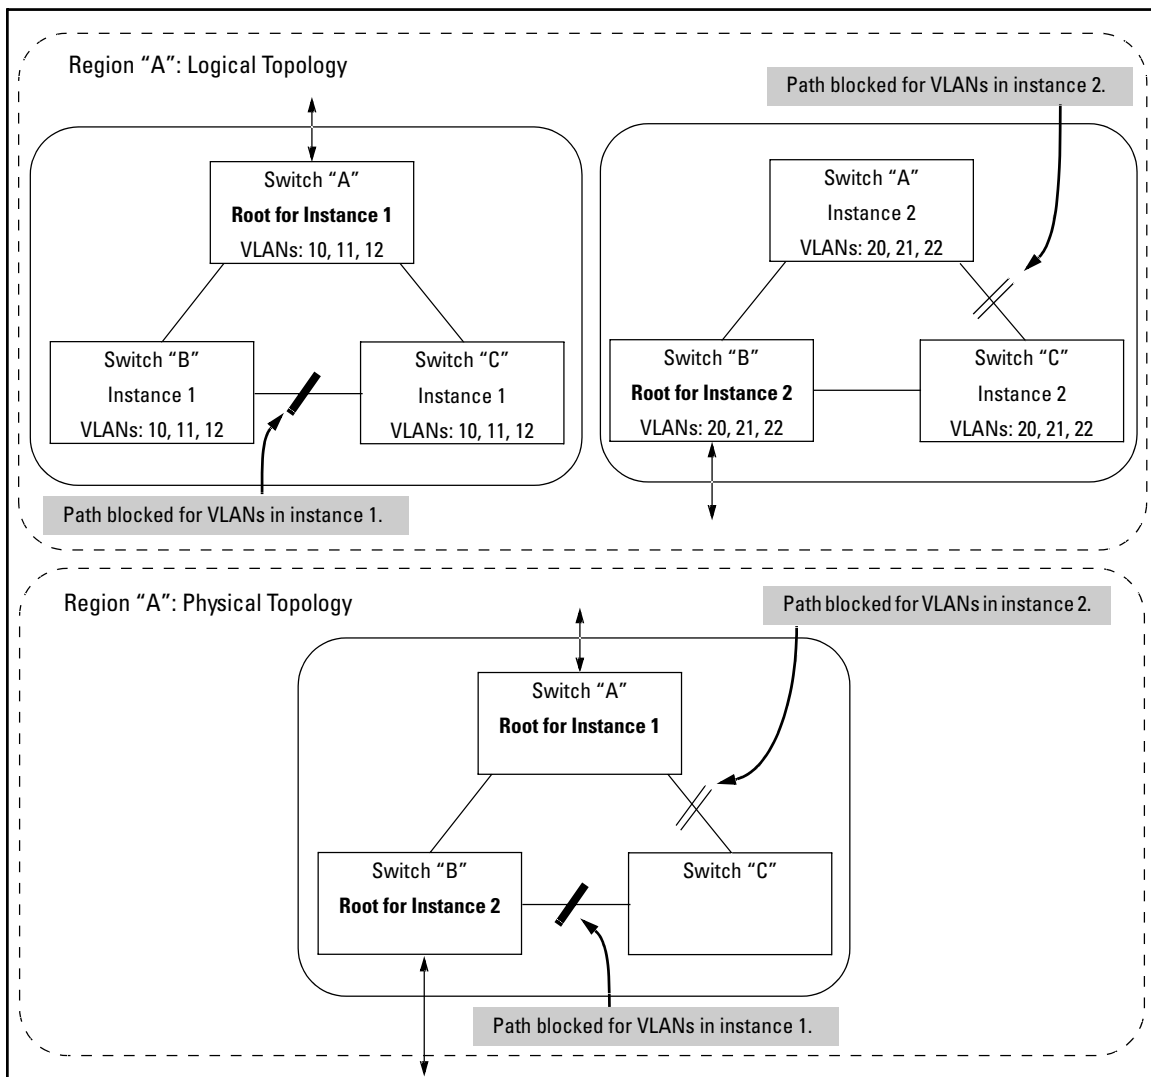 Region “A”: Logical Topology
Path blocked for VLANs in instance 2.
Switch “A”
Root for Instance 1
VLANs: 10, 11, 12
Switch “B”
Instance 1
VLANs: 10, 11, 12
Switch “C”
Instance 1
VLANs: 10, 11, 12
Path blocked for VLANs in instance 1.
Switch “A”
Instance 2
VLANs: 20, 21, 22
Switch “B”
Root for Instance 2
VLANs: 20, 21, 22
Switch “C”
Instance 2
VLANs: 20, 21, 22
Region “A”: Physical Topology
Path blocked for VLANs in instance 2.
Switch “A”
Root for Instance 1
Switch “B”
Root for Instance 2
Switch “C”
Path blocked for VLANs in instance 1.